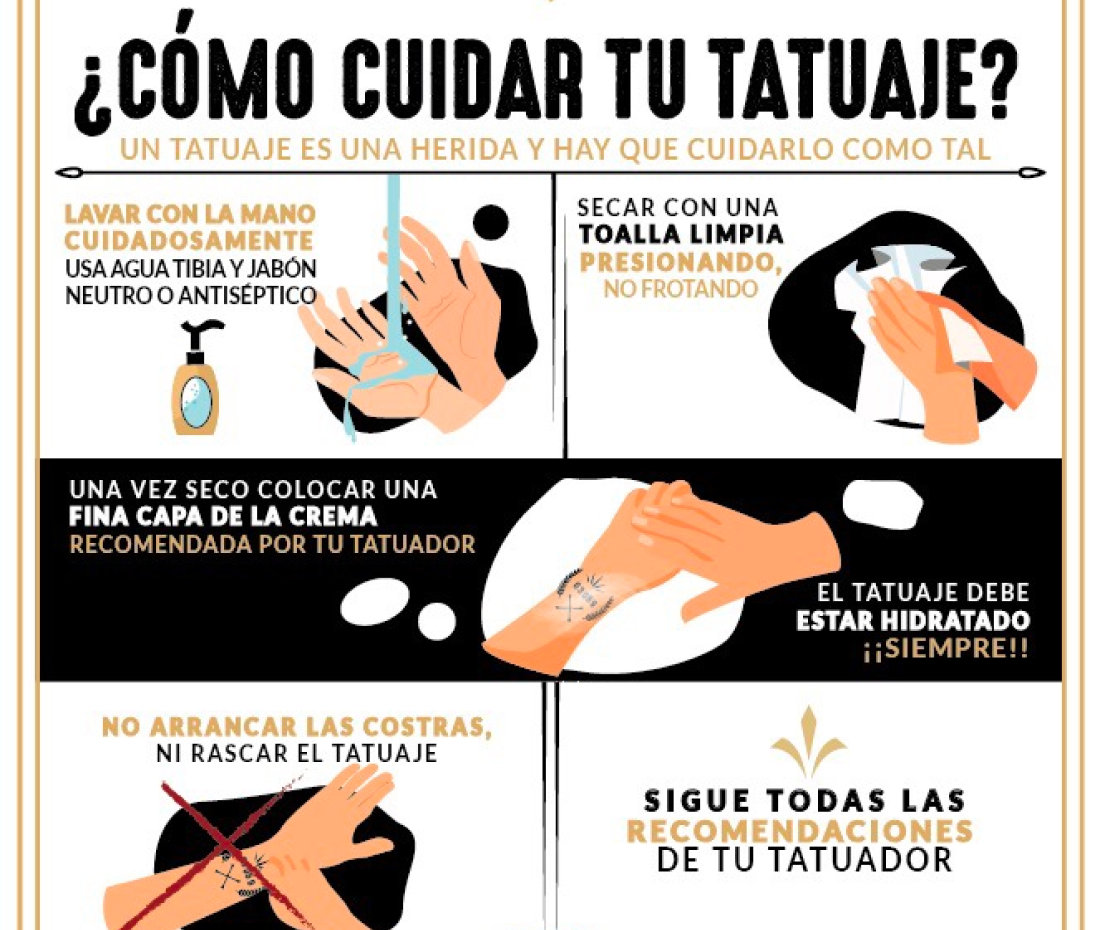 ¿CÓMO CUIDAR TU TATUAJE?
UN TATUAJE ES UNA HERIDA Y HAY QUE CUIDARLO COMO TAL
LAVAR CON LA MANO
CUIDADOSAMENTE
USA AGUA TIBIA Y JABÓN
NEUTRO O ANTISÉPTICO
SECAR CON UNA
TOALLA LIMPIA
PRESIONANDO,
NO FROTANDO
UNA VEZ SECO COLOCAR UNA
FINA CAPA DE LA CREMA
RECOMENDADA POR TU TATUADOR
EL TATUAJE DEBE
ESTAR HIDRATADO
¡¡SIEMPRE!!
NO ARRANCAR LAS COSTRAS,
NI RASCAR EL TATUAJE
SIGUE TODAS LAS
RECOMENDACIONES
DE TU TATUADOR